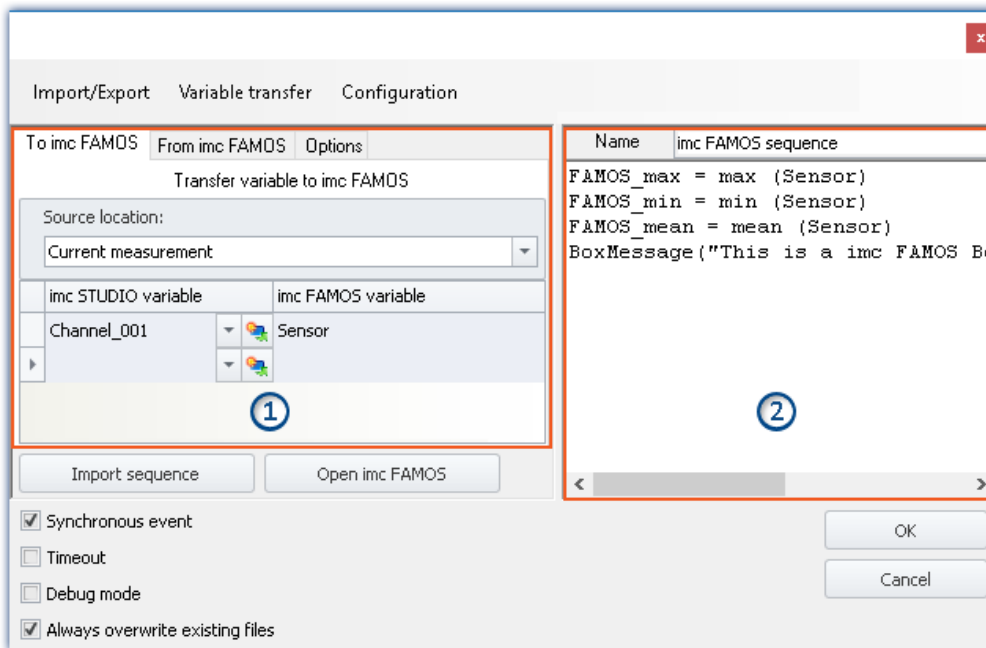 x
Import/Export Variable transfer Configuration
To imc FAMOS From imc FAMOS Options
Transfer variable to imc FAMOS
Source location:
Current measurement
imc STUDIO variable imc FAMOS variable
Channel_001 Sensor
1
Import sequence Open imc FAMOS
Name imc FAMOS sequence
FAMOS_max = max (Sensor)
FAMOS_min = min (Sensor)
FAMOS_mean = mean (Sensor)
BoxMessage("This is a imc FAMOS Bo
2
Synchronous event
Timeout
Debug mode
Always overwrite existing files
OK
Cancel